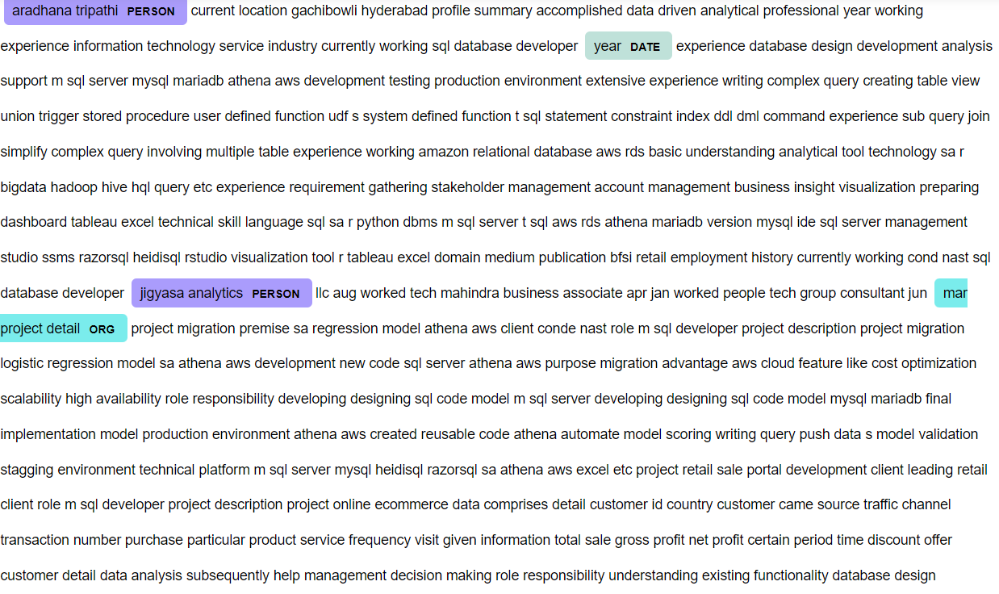 aradhana tripathi PERSON current location gachibowli hyderabad profile summary accomplished data driven analytical professional year working
experience information technology service industry currently working sql database developer year DATE experience database design development analysis
support m sql server mysql mariadb athena aws development testing production environment extensive experience writing complex query creating table view
union trigger stored procedure user defined function udf s system defined function t sql statement constraint index ddl dml command experience sub query join
simplify complex query involving multiple table experience working amazon relational database aws rds basic understanding analytical tool technology sa r
bigdata hadoop hive hql query etc experience requirement gathering stakeholder management account management business insight visualization preparing
dashboard tableau excel technical skill language sql sa r python dbms m sql server t sql aws rds athena mariadb version mysql ide sql server management
studio ssms razorsql heidisql rstudio visualization tool r tableau excel domain medium publication bfsi retail employment history currently working cond nast sql
database developer jigyasa analytics PERSON llc aug worked tech mahindra business associate apr jan worked people tech group consultant jun mar
project detail ORG project migration premise sa regression model athena aws client conde nast role m sql developer project description project migration
logistic regression model sa athena aws development new code sql server athena aws purpose migration advantage aws cloud feature like cost optimization
scalability high availability role responsibility developing designing sql code model m sql server developing designing sql code model mysql mariadb final
implementation model production environment athena aws created reusable code athena automate model scoring writing query push data s model validation
stagging environment technical platform m sql server mysql heidisql razorsql sa athena aws excel etc project retail sale portal development client leading retail
client role m sql developer project description project online ecommerce data comprises detail customer id country customer came source traffic channel
transaction number purchase particular product service frequency visit given information total sale gross profit net profit certain period time discount offer
customer detail data analysis subsequently help management decision making role responsibility understanding existing functionality database design